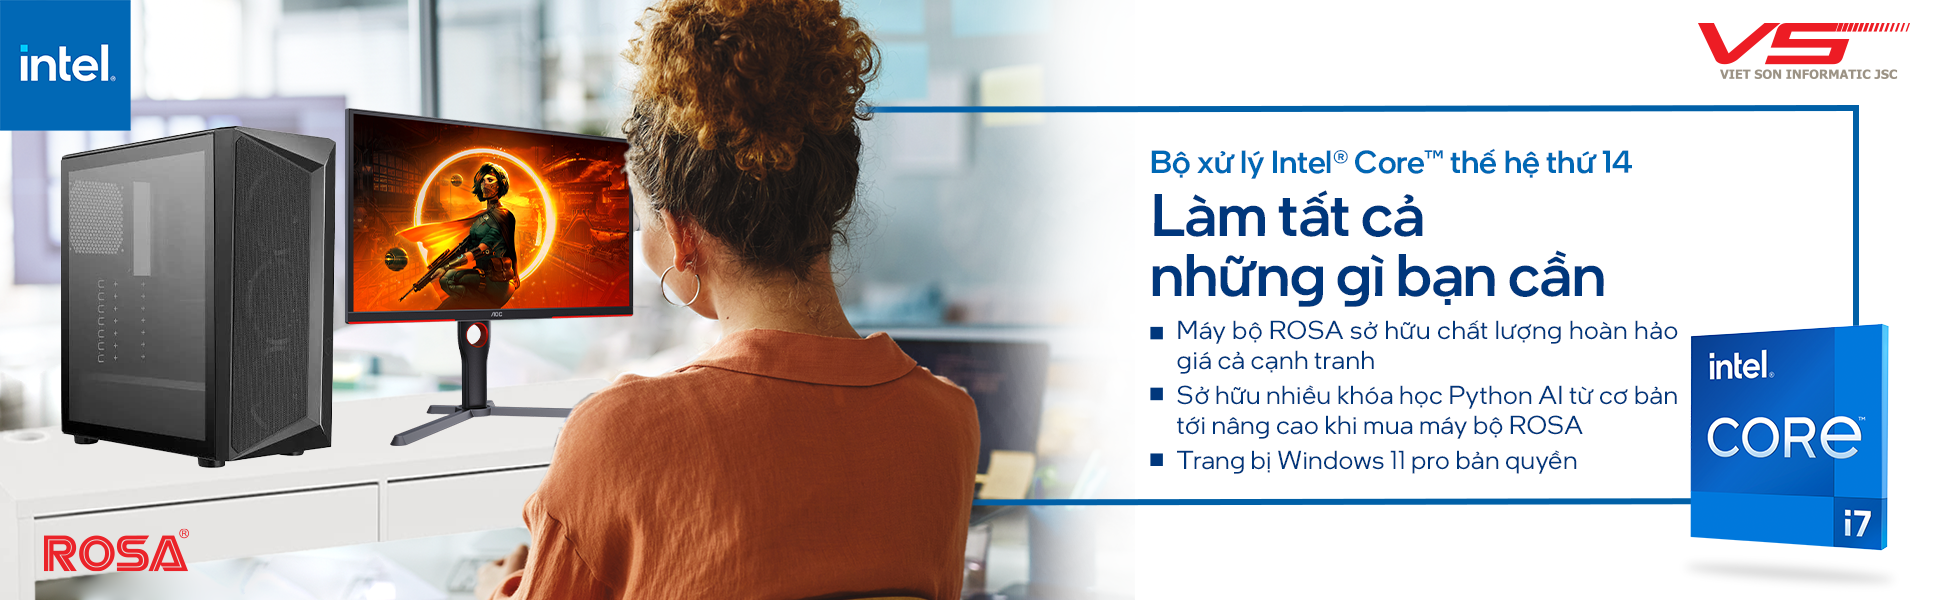 intel.
VS
VIET SON INFORMATIC JSC
Bộ xử lý Intel® Core™ thế hệ thứ 14
Làm tất cả
những gì bạn cần
Máy bộ ROSA sở hữu chất lượng hoàn hảo
giá cả cạnh tranh
Sở hữu nhiều khóa học Python AI từ cơ bản
tới nâng cao khi mua máy bộ ROSA
Trang bị Windows 11 pro bản quyền
intel.
CORE™
i7
AOC
ROSA®